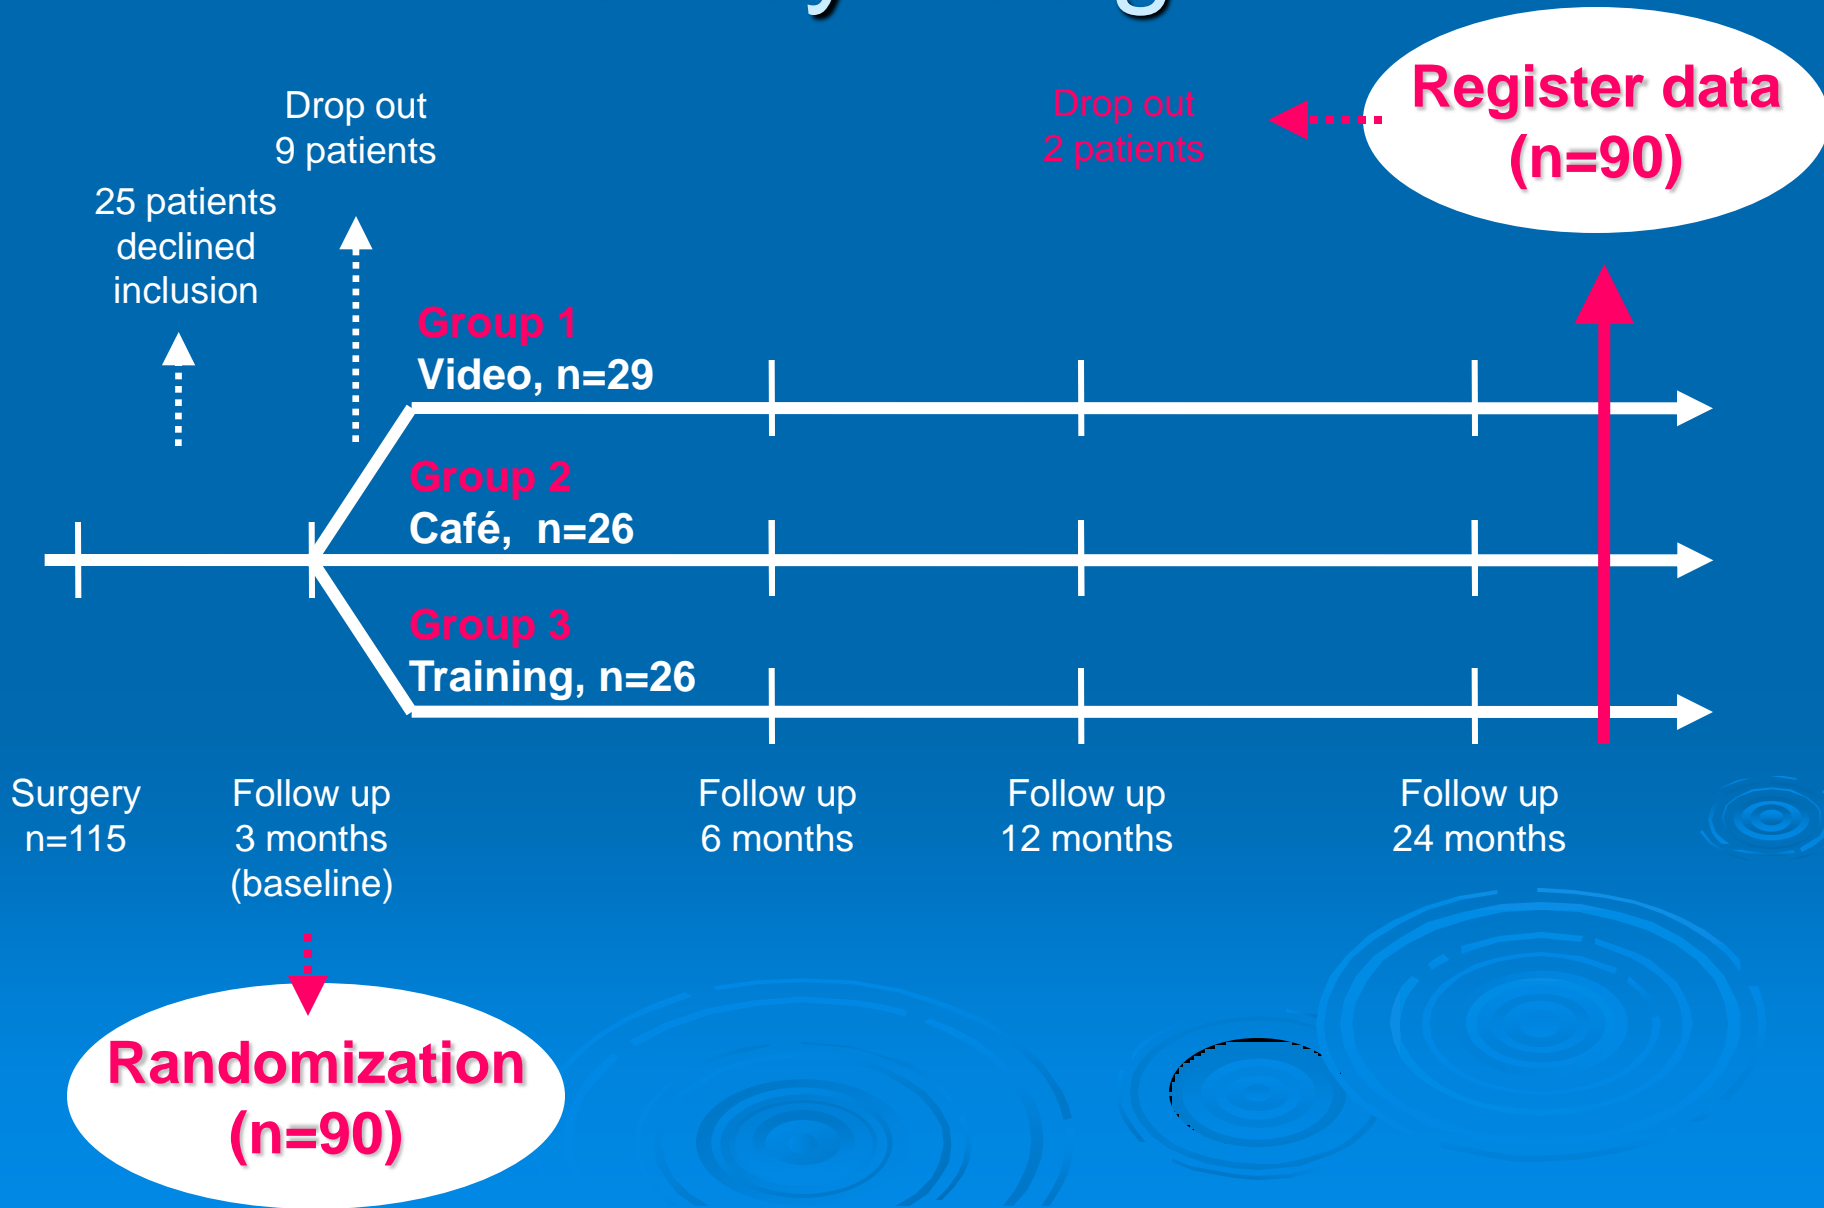 Drop out
9 patients
25 patients
declined
inclusion
Drop out
2 patients
Register data
(n=90)
Group 1
Video, n=29
Group 2
Café,  n=26
Group 3
Training, n=26
Surgery
n=115
Follow up
3 months
(baseline)
Follow up
6 months
Follow up
12 months
Follow up
24 months
Randomization
(n=90)